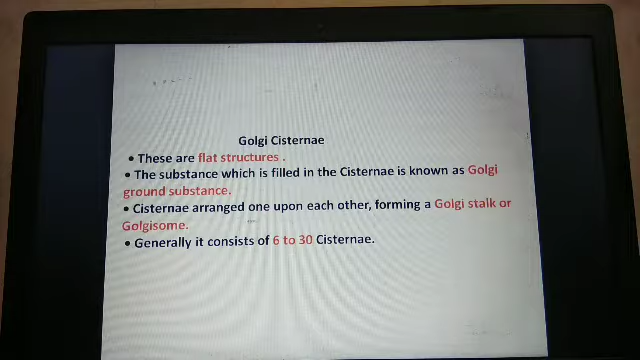 Golgi Cisternae
• These are flat structures .
• The substance which is filled in the Cisternae is known as Golgi
ground substance.
• Cisternae arranged one upon each other, forming a Golgi stalk or
Golgisome.
• Generally it consists of 6 to 30 Cisternae.